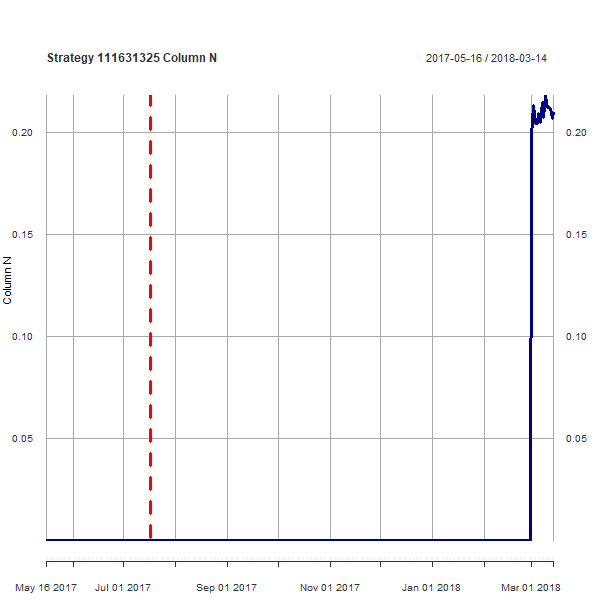 Strategy 111631325 Column N
2017-05-16 / 2018-03-14
0.20
0.20
0.15
0.15
Column N
0.10
0.10
0.05
0.05
May 16 2017
Jul 01 2017
Sep 01 2017
Nov 01 2017
Jan 01 2018
Mar 01 2018